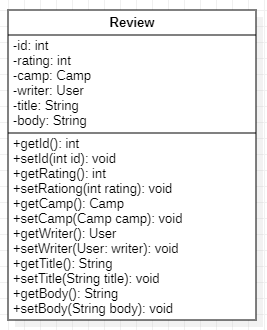 Review
-id: int
-rating: int
-camp: Camp
-writer: User
-title: String
-body: String
+getId(): int
+setId(int id): void
+getRating(): int
+setRationg(int rating): void
+getCamp(): Camp
+setCamp(Camp camp): void
+getWriter(): User
+setWriter(User: writer): void
+getTitle(): String
+setTitle(String title): void
+getBody(): String
+setBody(String body): void